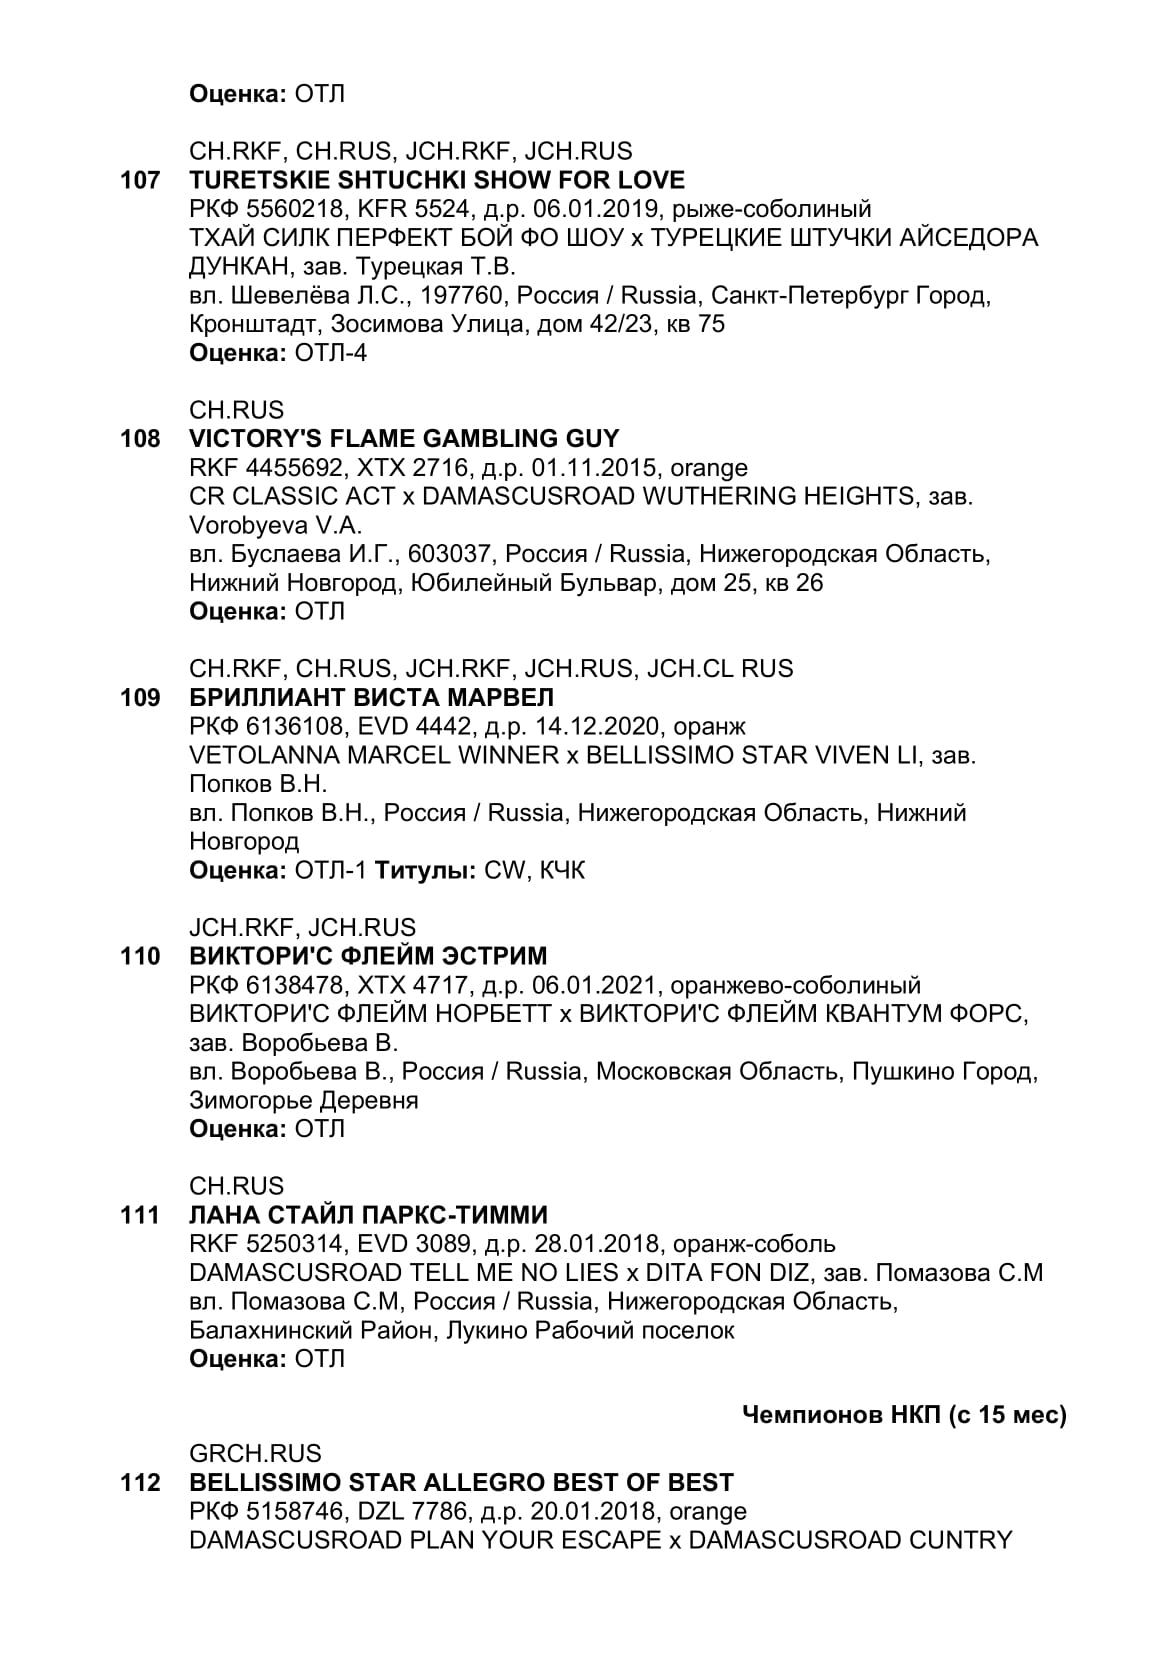 Оценка: ОТЛ
CH.RKF, CH.RUS, JCH.RKF, JCH.RUS
107 TURETSKIE SHTUCHKI SHOW FOR LOVE
РКФ 5560218, KFR 5524, д.р. 06.01.2019, рыже-соболиный
ТХАЙ СИЛК ПЕРФЕКТ БОЙ ФО ШОУ x ТУРЕЦКИЕ ШТУЧКИ АЙСЕДОРА
ДУНКАН, зав. Турецкая Т.В.
вл. Шевелёва Л.С., 197760, Россия / Russia, Санкт-Петербург Город,
Кронштадт, Зосимова Улица, дом 42/23, кв 75
Оценка: ОТЛ-4
CH.RUS
108 VICTORY'S FLAME GAMBLING GUY
RKF 4455692, XTX 2716, д.р. 01.11.2015, orange
CR CLASSIC ACT x DAMASCUSROAD WUTHERING HEIGHTS, зав.
Vorobyeva V.A.
вл. Буслаева И.Г., 603037, Россия / Russia, Нижегородская Область,
Нижний Новгород, Юбилейный Бульвар, дом 25, кв 26
Оценка: ОТЛ
CH.RKF, CH.RUS, JCH.RKF, JCH.RUS, JCH.CL RUS
109 БРИЛЛИАНТ ВИСТА МАРВЕЛ
РКФ 6136108, EVD 4442, д.р. 14.12.2020, оранж
VETOLANNA MARCEL WINNER x BELLISSIMO STAR VIVEN LI, зав.
Попков В.Н.
вл. Попков В.Н., Россия / Russia, Нижегородская Область, Нижний
Новгород
Оценка: ОТЛ-1 Титулы: CW, КЧК
JCH.RKF, JCH.RUS
110 ВИКТОРИ'С ФЛЕЙМ ЭСТРИМ
РКФ 6138478, XTX 4717, д.р. 06.01.2021, оранжево-соболиный
ВИКТОРИ'С ФЛЕЙМ НОРБЕТТ x ВИКТОРИ'С ФЛЕЙМ КВАНТУМ ФОРС,
зав. Воробьева В.
вл. Воробьева В., Россия / Russia, Московская Область, Пушкино Город,
Зимогорье Деревня
Оценка: ОТЛ
CH.RUS
111 ЛАНА СТАЙЛ ПАРКС-ТИММИ
RKF 5250314, EVD 3089, д.р. 28.01.2018, оранж-соболь
DAMASCUSROAD TELL ME NO LIES x DITA FON DIZ, зав. Помазова С.М
вл. Помазова С.М, Россия / Russia, Нижегородская Область,
Балахнинский Район, Лукино Рабочий поселок
Оценка: ОТЛ
Чемпионов НКП (с 15 мес)
GRCH.RUS
112 BELLISSIMO STAR ALLEGRO BEST OF BEST
РКФ 5158746, DZL 7786, д.р. 20.01.2018, orange
DAMASCUSROAD PLAN YOUR ESCAPE x DAMASCUSROAD CUNTRY